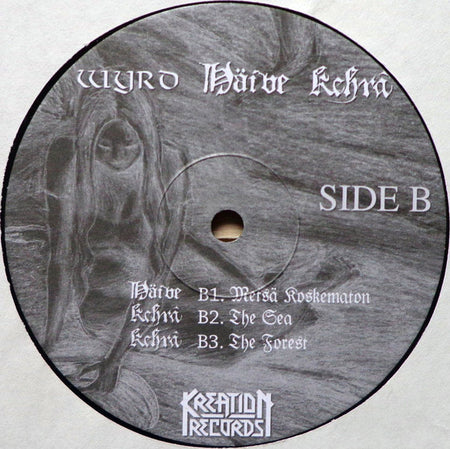 WYRD Häive Kehrä
SIDE B
Häive B1. Metsä Koskematon
Kehrä B2. The Sea
Kehrä B3. The Forest
KREATION
RECORDS